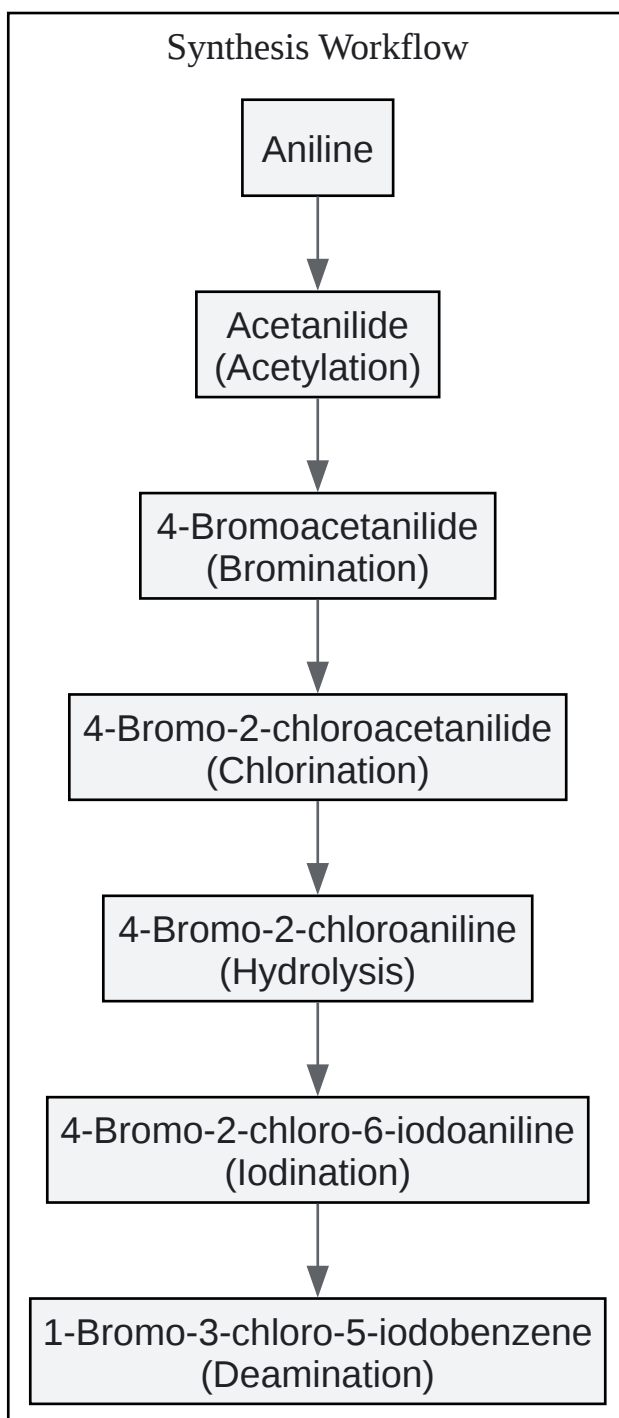 Synthesis Workflow
Aniline
Acetanilide
(Acetylation)
4-Bromoacetanilide
(Bromination)
4-Bromo-2-chloroacetanilide
(Chlorination)
4-Bromo-2-chloroaniline
(Hydrolysis)
4-Bromo-2-chloro-6-iodoaniline
(Iodination)
1-Bromo-3-chloro-5-iodobenzene
(Deamination)